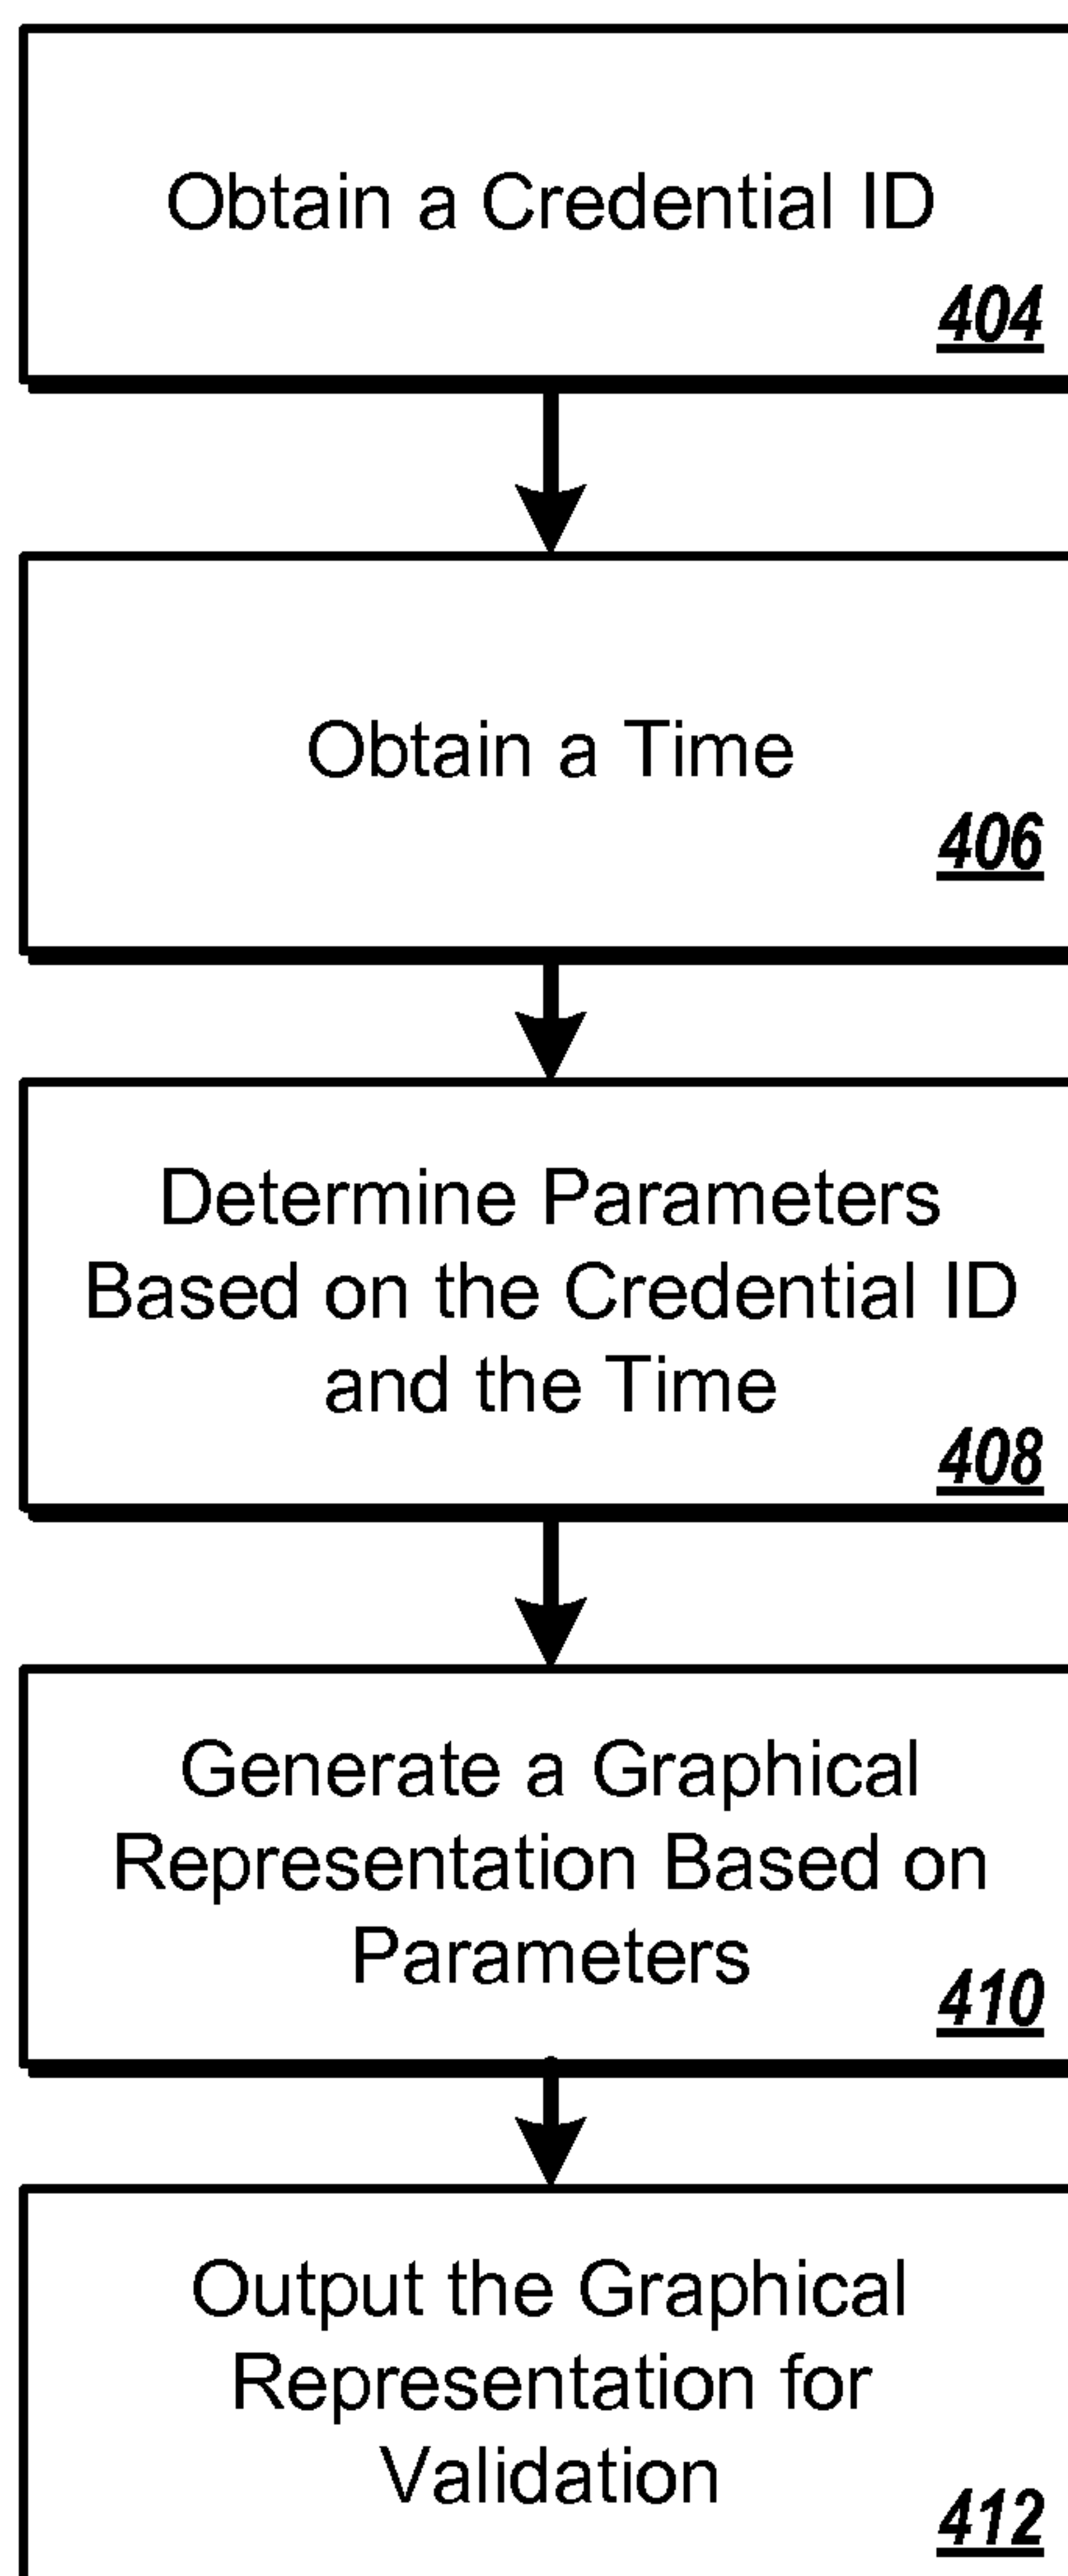 Obtain a Credential ID
404
Obtain a Time
406
Determine Parameters
Based on the Credential ID
and the Time
408
Generate a Graphical
Representation Based on
Parameters
410
Output the Graphical
Representation for
Validation
412